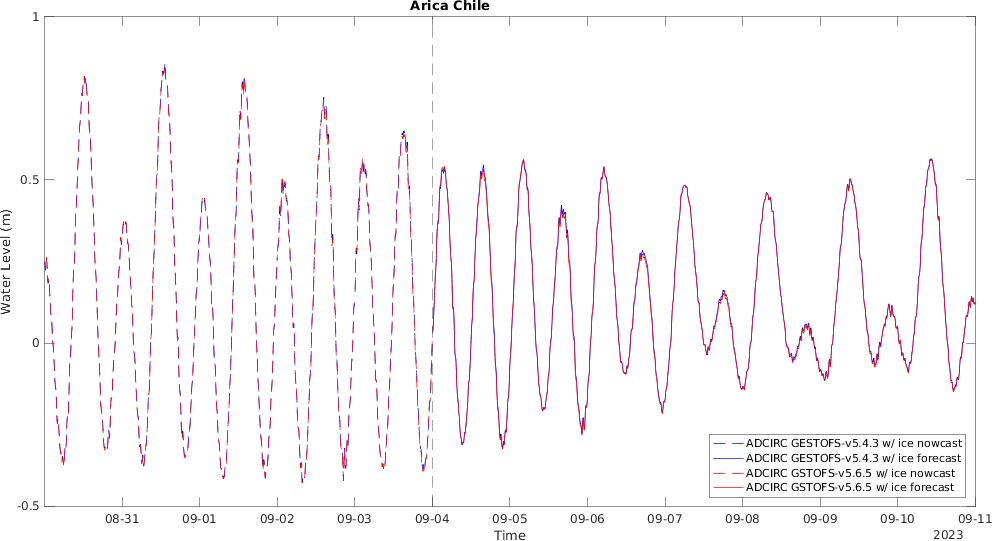 Arica Chile
1
0.5
0
-0.5
Water Level (m)
08-31
09-01
09-02
09-03
09-04
09-05
09-06
09-07
09-08
09-09
09-10
09-11
Time
2023
ADCIRC GESTOFS-v5.4.3 w/ ice nowcast
ADCIRC GESTOFS-v5.4.3 w/ ice forecast
ADCIRC GSTOFS-v5.6.5 w/ ice nowcast
ADCIRC GSTOFS-v5.6.5 w/ ice forecast